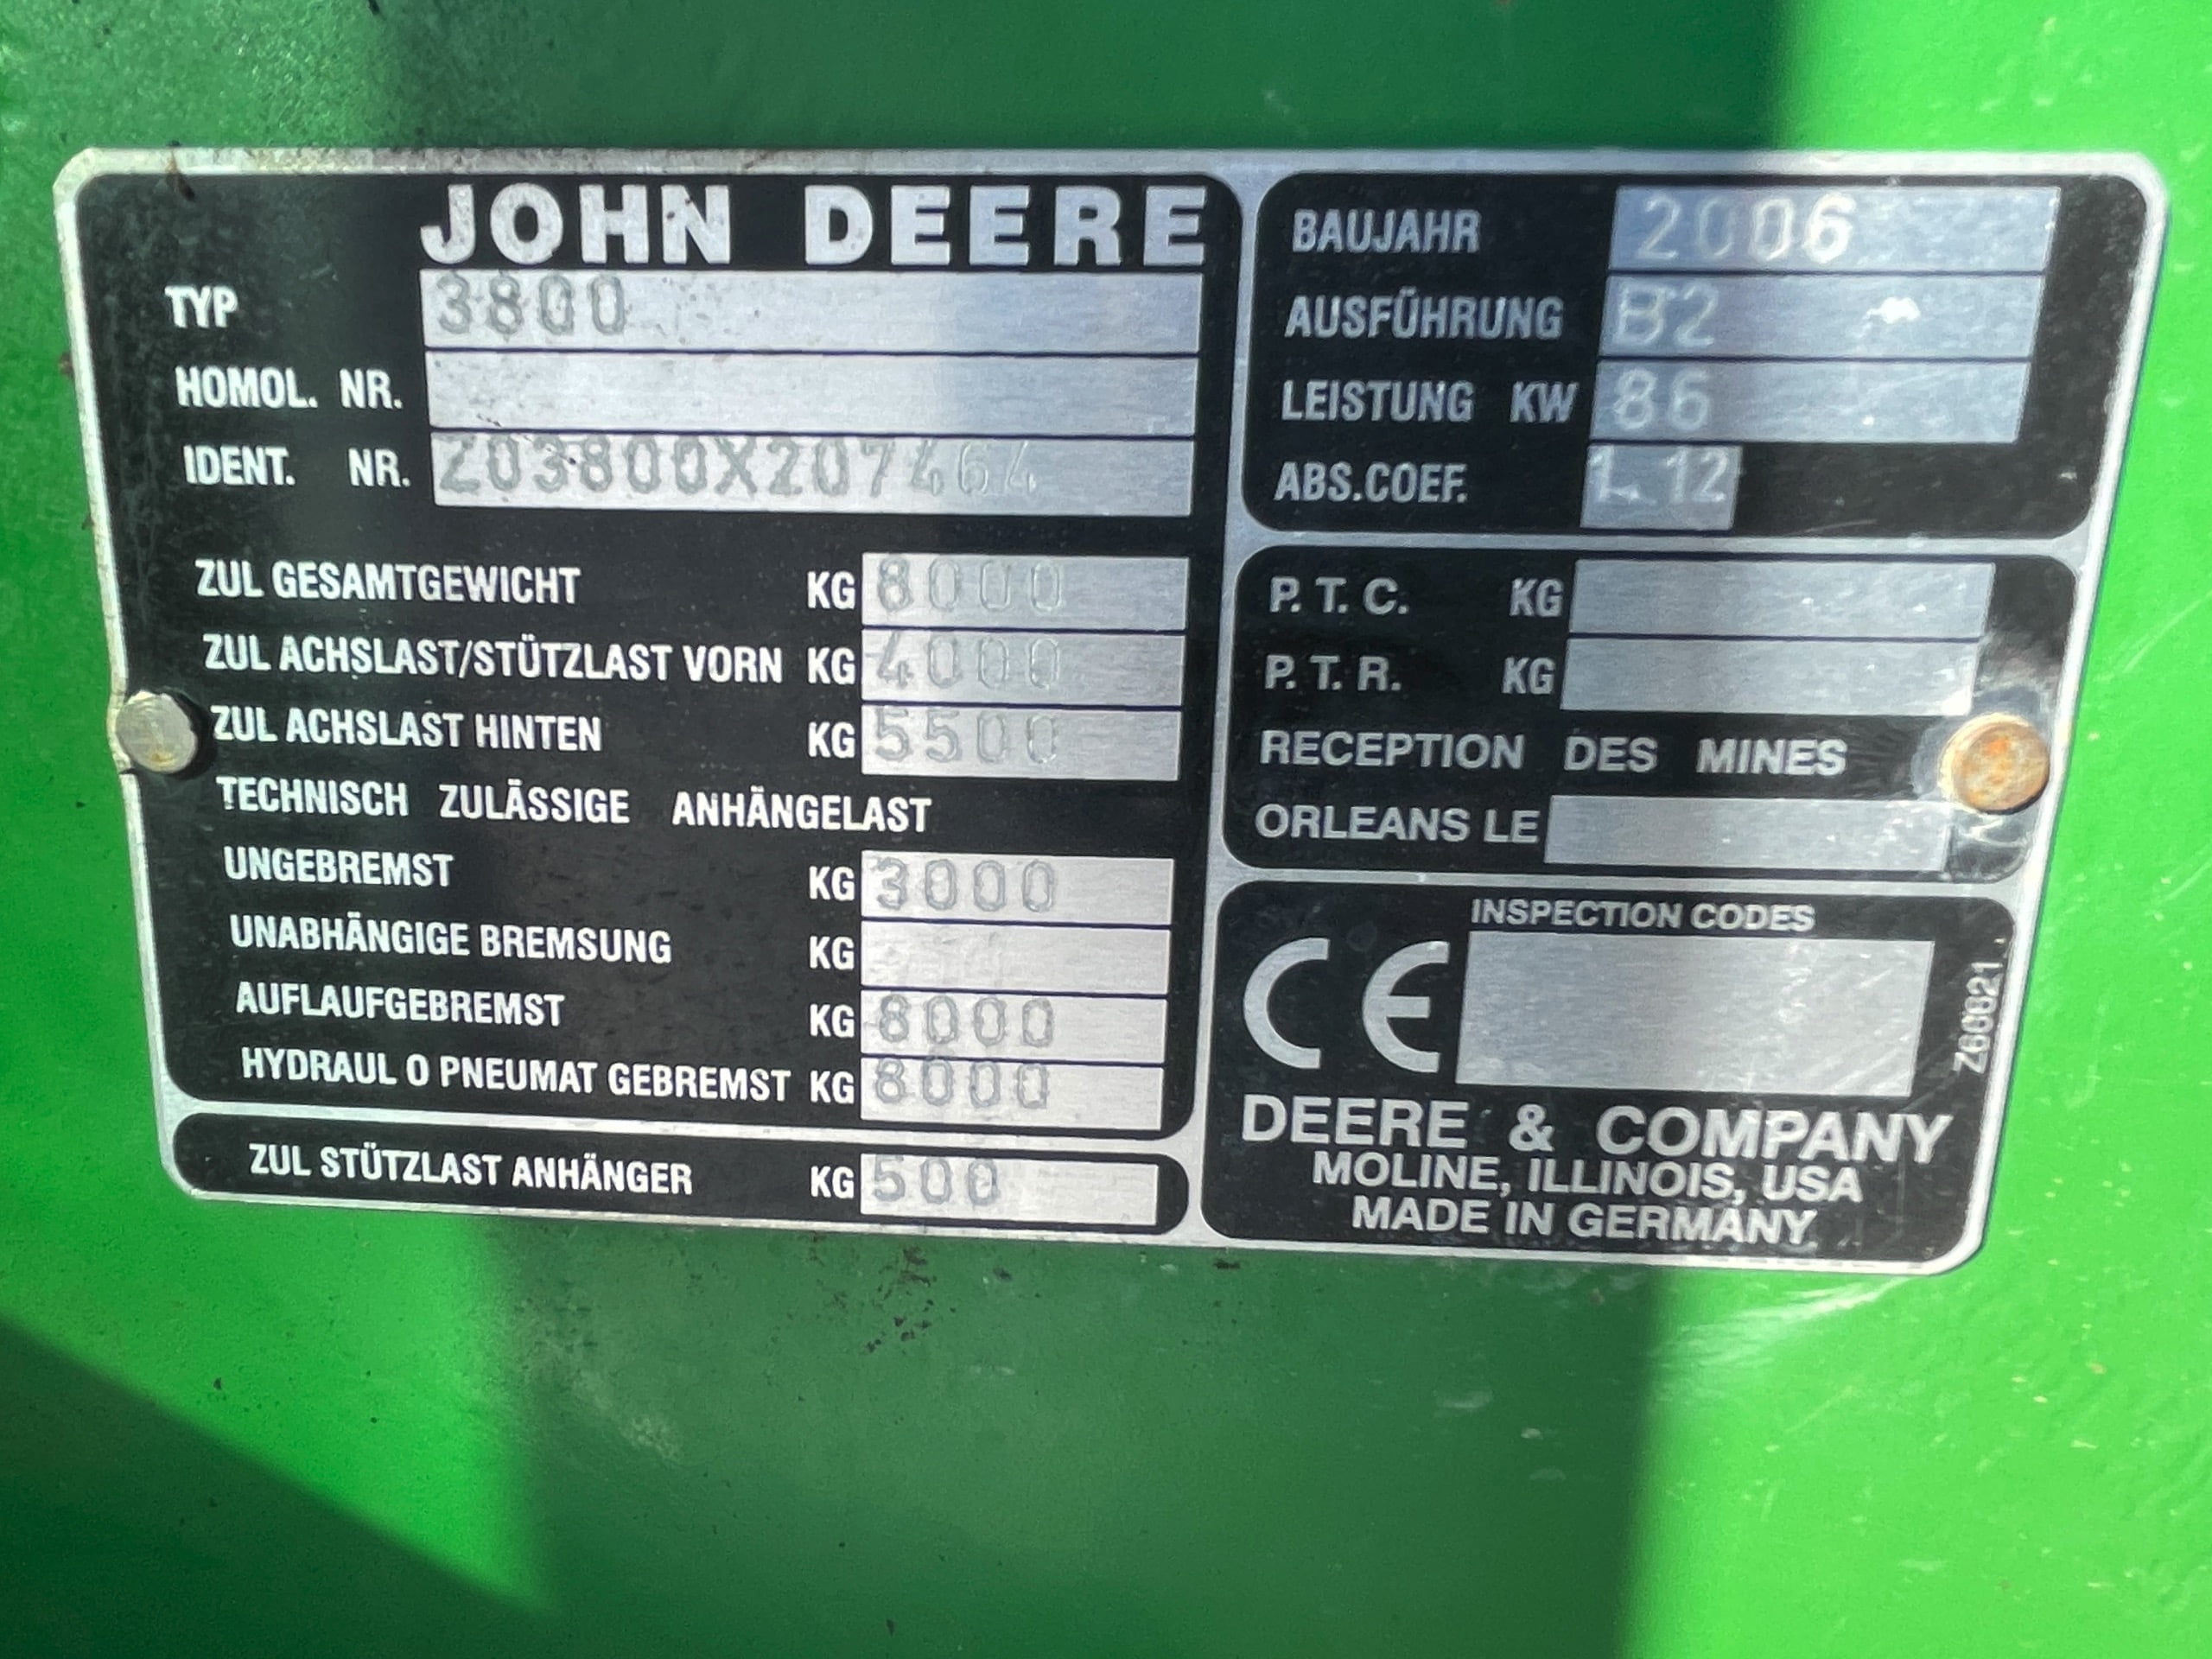 JOHN DEERE
TYP 3800
HOMOL. NR.
IDENT. NR. Z03800X207464
ZUL GESAMTGEWICHT KG 8000
ZUL ACHSLAST/STÜTZLAST VORN KG 4000
ZUL ACHSLAST HINTEN KG 5500
TECHNISCH ZULÄSSIGE ANHÄNGELAST
UNGEBREMST KG 3000
UNABHÄNGIGE BREMSUNG KG
AUFLAUFGEBREMST KG 8000
HYDRAUL O PNEUMAT GEBREMST KG 8000
ZUL STÜTZLAST ANHÄNGER KG 500
BAUJAHR 2006
AUSFÜHRUNG B2
LEISTUNG KW 86
ABS.COEF. 1.12
P. T. C. KG
P. T. R. KG
RECEPTION DES MINES
ORLEANS LE
INSPECTION CODES
CE
Z60821
DEERE & COMPANY
MOLINE, ILLINOIS, USA
MADE IN GERMANY